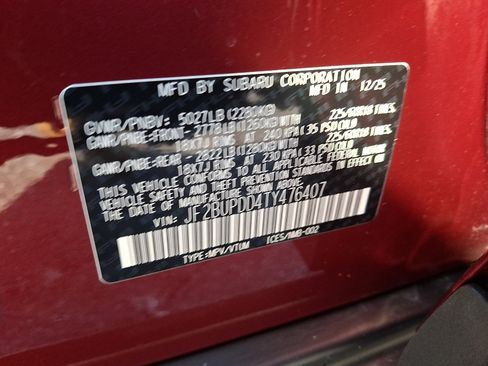 MFD BY SUBARU CORPORATION
MFD IN 12/25
GVWR/PNBV: 5027LB(2280KG)
GAWR/PNBE-FRONT- 2778LB(1260KG)WITH 225/60R18 TIRES,
18X7J RIMS AT 240 KPA(35 PSI)COLD
GAWR/PNBE-REAR - 2822LB(1280KG)WITH 225/60R18 TIRES,
18X7J RIMS AT 230 KPA(33 PSI)COLD
THIS VEHICLE CONFORMS TO ALL APPLICABLE FEDERAL MOTOR
VEHICLE SAFETY AND THEFT PREVENTION STANDARDS IN EFFECT
ON THE DATE OF MANUFACTURE SHOWN ABOVE.
VIN: JF2BUPDD4TY476407
TYPE:MPV/VTUM ICES/NMB-002